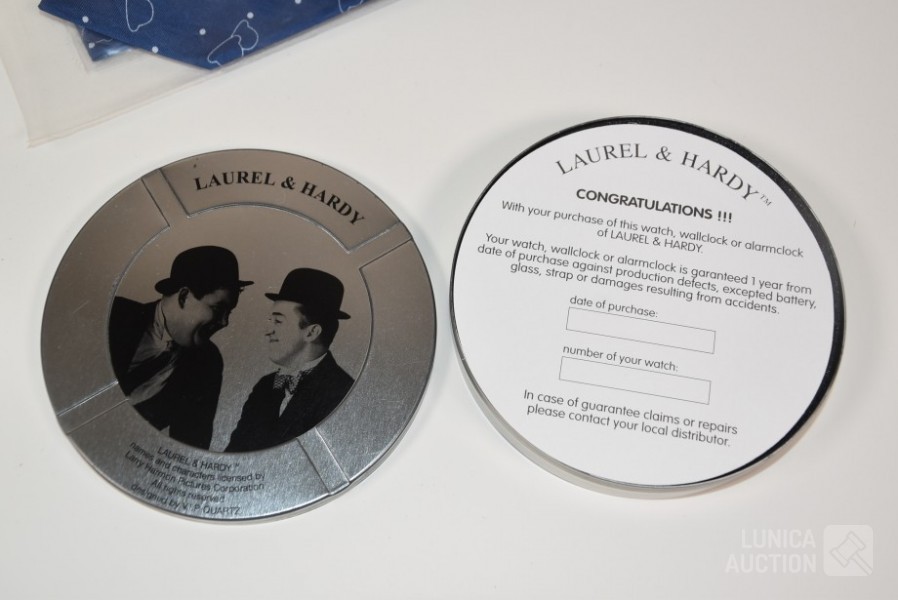 LAUREL & HARDY
LAUREL & HARDY ™
names and characters licensed by
Larry Harmon Pictures Corporation
All rights reserved
designed by V.I.P QUARTZ
LAUREL & HARDY™
CONGRATULATIONS !!!
With your purchase of this watch, wallclock or alarmclock
of LAUREL & HARDY.
Your watch, wallclock or alarmclock is garanteed 1 year from
date of purchase against production defects, excepted battery,
glass, strap or damages resulting from accidents.
date of purchase:
number of your watch:
In case of guarantee claims or repairs
please contact your local distributor.
LUNICA
AUCTION